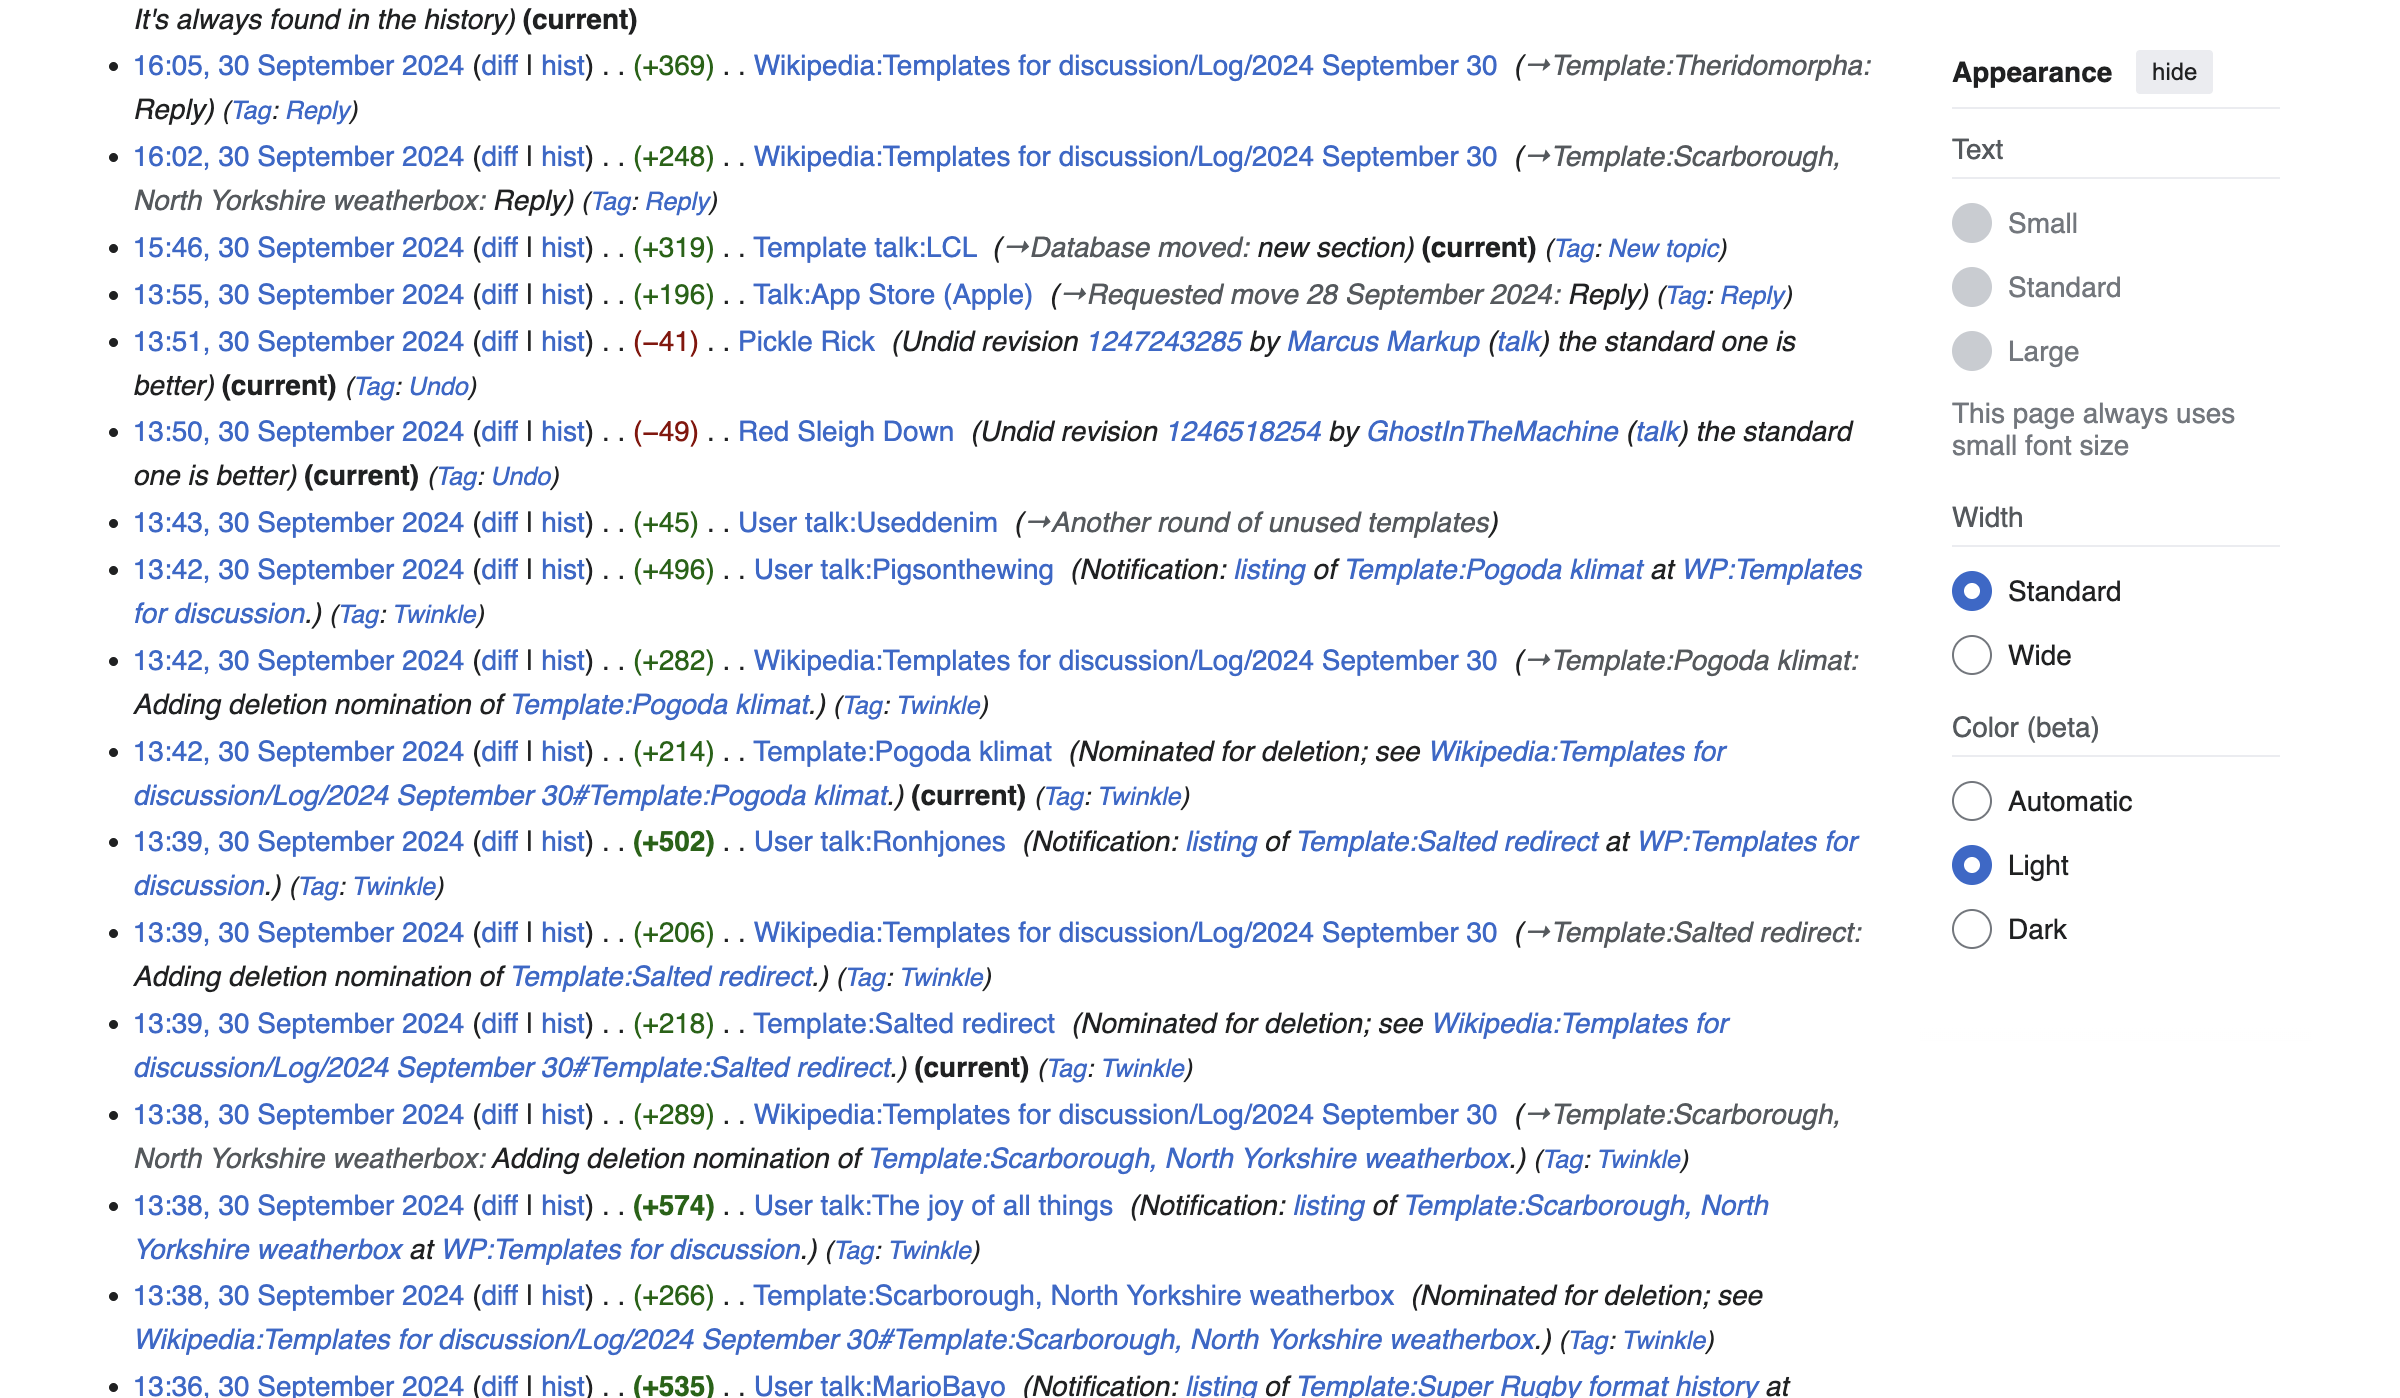 It's always found in the history) (current)
• 16:05, 30 September 2024 (diff | hist) . . (+369) . . Wikipedia:Templates for discussion/Log/2024 September 30 (→Template:Theridomorpha:
Reply) (Tag: Reply)
• 16:02, 30 September 2024 (diff | hist) . . (+248) . . Wikipedia:Templates for discussion/Log/2024 September 30 (→Template:Scarborough,
North Yorkshire weatherbox: Reply) (Tag: Reply)
• 15:46, 30 September 2024 (diff | hist) . . (+319) . . Template talk:LCL (→Database moved: new section) (current) (Tag: New topic)
• 13:55, 30 September 2024 (diff | hist) . . (+196) . . Talk:App Store (Apple) (→Requested move 28 September 2024: Reply) (Tag: Reply)
• 13:51, 30 September 2024 (diff | hist) . . (−41) . . Pickle Rick (Undid revision 1247243285 by Marcus Markup (talk) the standard one is
better) (current) (Tag: Undo)
• 13:50, 30 September 2024 (diff | hist) . . (−49) . . Red Sleigh Down (Undid revision 1246518254 by GhostInTheMachine (talk) the standard
one is better) (current) (Tag: Undo)
• 13:43, 30 September 2024 (diff | hist) . . (+45) . . User talk:Useddenim (→Another round of unused templates)
• 13:42, 30 September 2024 (diff | hist) . . (+496) . . User talk:Pigsonthewing (Notification: listing of Template:Pogoda klimat at WP:Templates
for discussion.) (Tag: Twinkle)
• 13:42, 30 September 2024 (diff | hist) . . (+282) . . Wikipedia:Templates for discussion/Log/2024 September 30 (→Template:Pogoda klimat:
Adding deletion nomination of Template:Pogoda klimat.) (Tag: Twinkle)
• 13:42, 30 September 2024 (diff | hist) . . (+214) . . Template:Pogoda klimat (Nominated for deletion; see Wikipedia:Templates for
discussion/Log/2024 September 30#Template:Pogoda klimat.) (current) (Tag: Twinkle)
• 13:39, 30 September 2024 (diff | hist) . . (+502) . . User talk:Ronhjones (Notification: listing of Template:Salted redirect at WP:Templates for
discussion.) (Tag: Twinkle)
• 13:39, 30 September 2024 (diff | hist) . . (+206) . . Wikipedia:Templates for discussion/Log/2024 September 30 (→Template:Salted redirect:
Adding deletion nomination of Template:Salted redirect.) (Tag: Twinkle)
• 13:39, 30 September 2024 (diff | hist) . . (+218) . . Template:Salted redirect (Nominated for deletion; see Wikipedia:Templates for
discussion/Log/2024 September 30#Template:Salted redirect.) (current) (Tag: Twinkle)
• 13:38, 30 September 2024 (diff | hist) . . (+289) . . Wikipedia:Templates for discussion/Log/2024 September 30 (→Template:Scarborough,
North Yorkshire weatherbox: Adding deletion nomination of Template:Scarborough, North Yorkshire weatherbox.) (Tag: Twinkle)
• 13:38, 30 September 2024 (diff | hist) . . (+574) . . User talk:The joy of all things (Notification: listing of Template:Scarborough, North
Yorkshire weatherbox at WP:Templates for discussion.) (Tag: Twinkle)
• 13:38, 30 September 2024 (diff | hist) . . (+266) . . Template:Scarborough, North Yorkshire weatherbox (Nominated for deletion; see
Wikipedia:Templates for discussion/Log/2024 September 30#Template:Scarborough, North Yorkshire weatherbox.) (Tag: Twinkle)
• 13:36, 30 September 2024 (diff | hist) . . (+535) . . User talk:MarioBayo (Notification: listing of Template:Super Rugby format history at
Appearance hide
Text
Small
Standard
Large
This page always uses
small font size
Width
Standard
Wide
Color (beta)
Automatic
Light
Dark